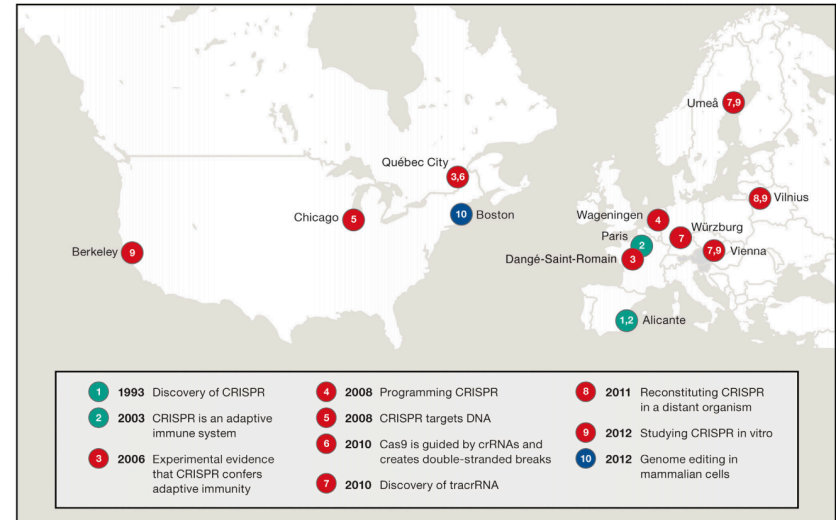 Umeå 7,9
Québec City
3,6
8,9 Vilnius
Chicago 5
10 Boston
Wageningen 4
Würzburg
7
Paris
2
Berkeley 9
7,9 Vienna
Dangé-Saint-Romain 3
1,2 Alicante
1 1993 Discovery of CRISPR
2 2003 CRISPR is an adaptive
immune system
3 2006 Experimental evidence
that CRISPR confers
adaptive immunity
4 2008 Programming CRISPR
5 2008 CRISPR targets DNA
6 2010 Cas9 is guided by crRNAs and
creates double-stranded breaks
7 2010 Discovery of tracrRNA
8 2011 Reconstituting CRISPR
in a distant organism
9 2012 Studying CRISPR in vitro
10 2012 Genome editing in
mammalian cells